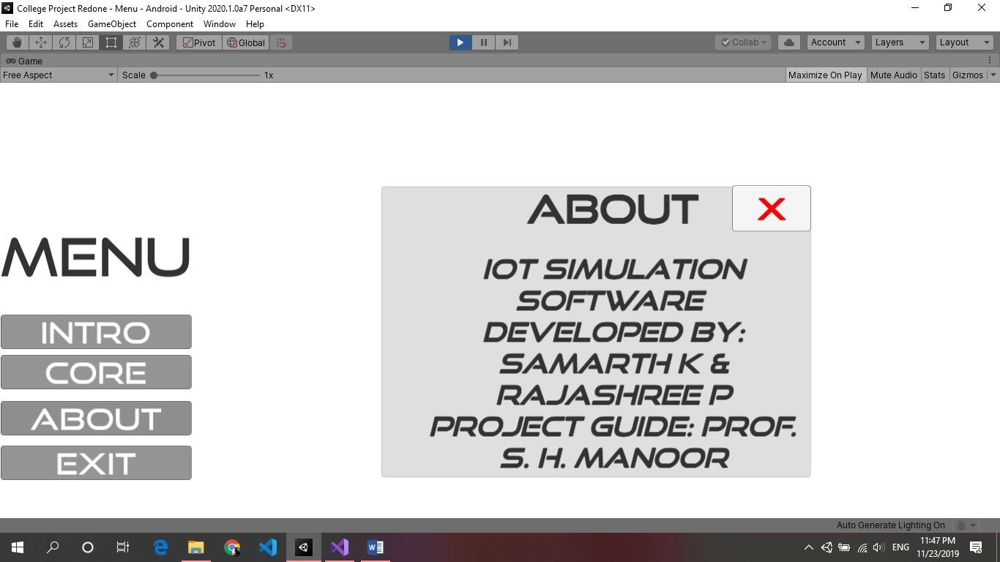 College Project Redone - Menu - Android - Unity 2020.1.0a7 Personal <DX11>
File Edit Assets GameObject Component Window Help
Pivot Global Collab Account Layers Layout
Game
Free Aspect Scale 1x Maximize On Play Mute Audio Stats Gizmos
ABOUT
MENU
IOT SIMULATION
SOFTWARE
DEVELOPED BY:
SAMARTH K &
RAJASHREE P
PROJECT GUIDE: PROF.
S. H. MANOOR
INTRO
CORE
ABOUT
EXIT
Auto Generate Lighting On
ENG
11:47 PM
11/23/2019